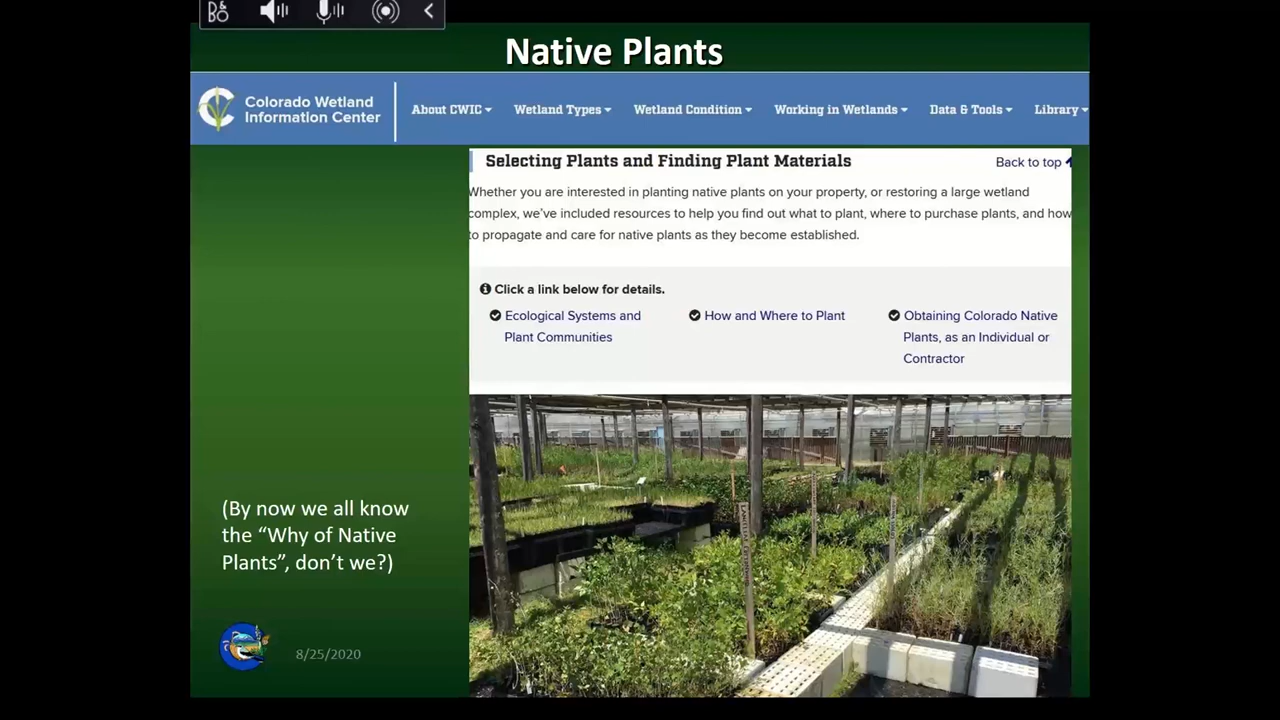 Native Plants
Colorado Wetland
Information Center
About CWIC
Wetland Types
Wetland Condition
Working in Wetlands
Data & Tools
Library
Selecting Plants and Finding Plant Materials
Back to top
Whether you are interested in planting native plants on your property, or restoring a large wetland
complex, we've included resources to help you find out what to plant, where to purchase plants, and how
to propagate and care for native plants as they become established.
Click a link below for details.
Ecological Systems and
Plant Communities
How and Where to Plant
Obtaining Colorado Native
Plants, as an Individual or
Contractor
(By now we all know
the “Why of Native
Plants”, don’t we?)
8/25/2020